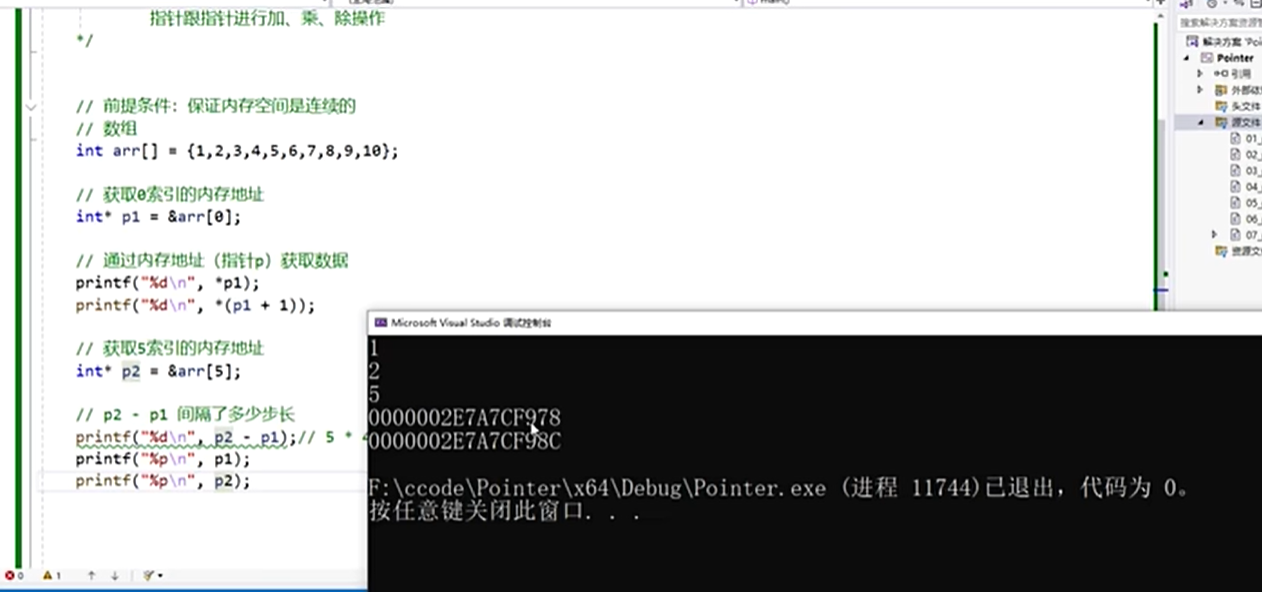 指针跟指针进行加、乘、除操作
*/
// 前提条件: 保证内存空间是连续的
// 数组
int arr[] = {1,2,3,4,5,6,7,8,9,10};
// 获取0索引的内存地址
int* p1 = &arr[0];
// 通过内存地址（指针p）获取数据
printf("%d\n", *p1);
printf("%d\n", *(p1 + 1));
// 获取5索引的内存地址
int* p2 = &arr[5];
// p2 - p1 间隔了多少步长
printf("%d\n", p2 - p1);// 5 * 4
printf("%p\n", p1);
printf("%p\n", p2);
0
1
Microsoft Visual Studio 调试控制台
1
2
5
0000002E7A7CF978
0000002E7A7CF98C
F:\ccode\Pointer\x64\Debug\Pointer.exe (进程 11744)已退出，代码为 0。
按任意键关闭此窗口. . .
搜索解决方案资源管
解决方案 'Poi
Pointer
引用
外部依
头文件
源文件
01_
02_
03_
04_
05_
06_
07_
资源文